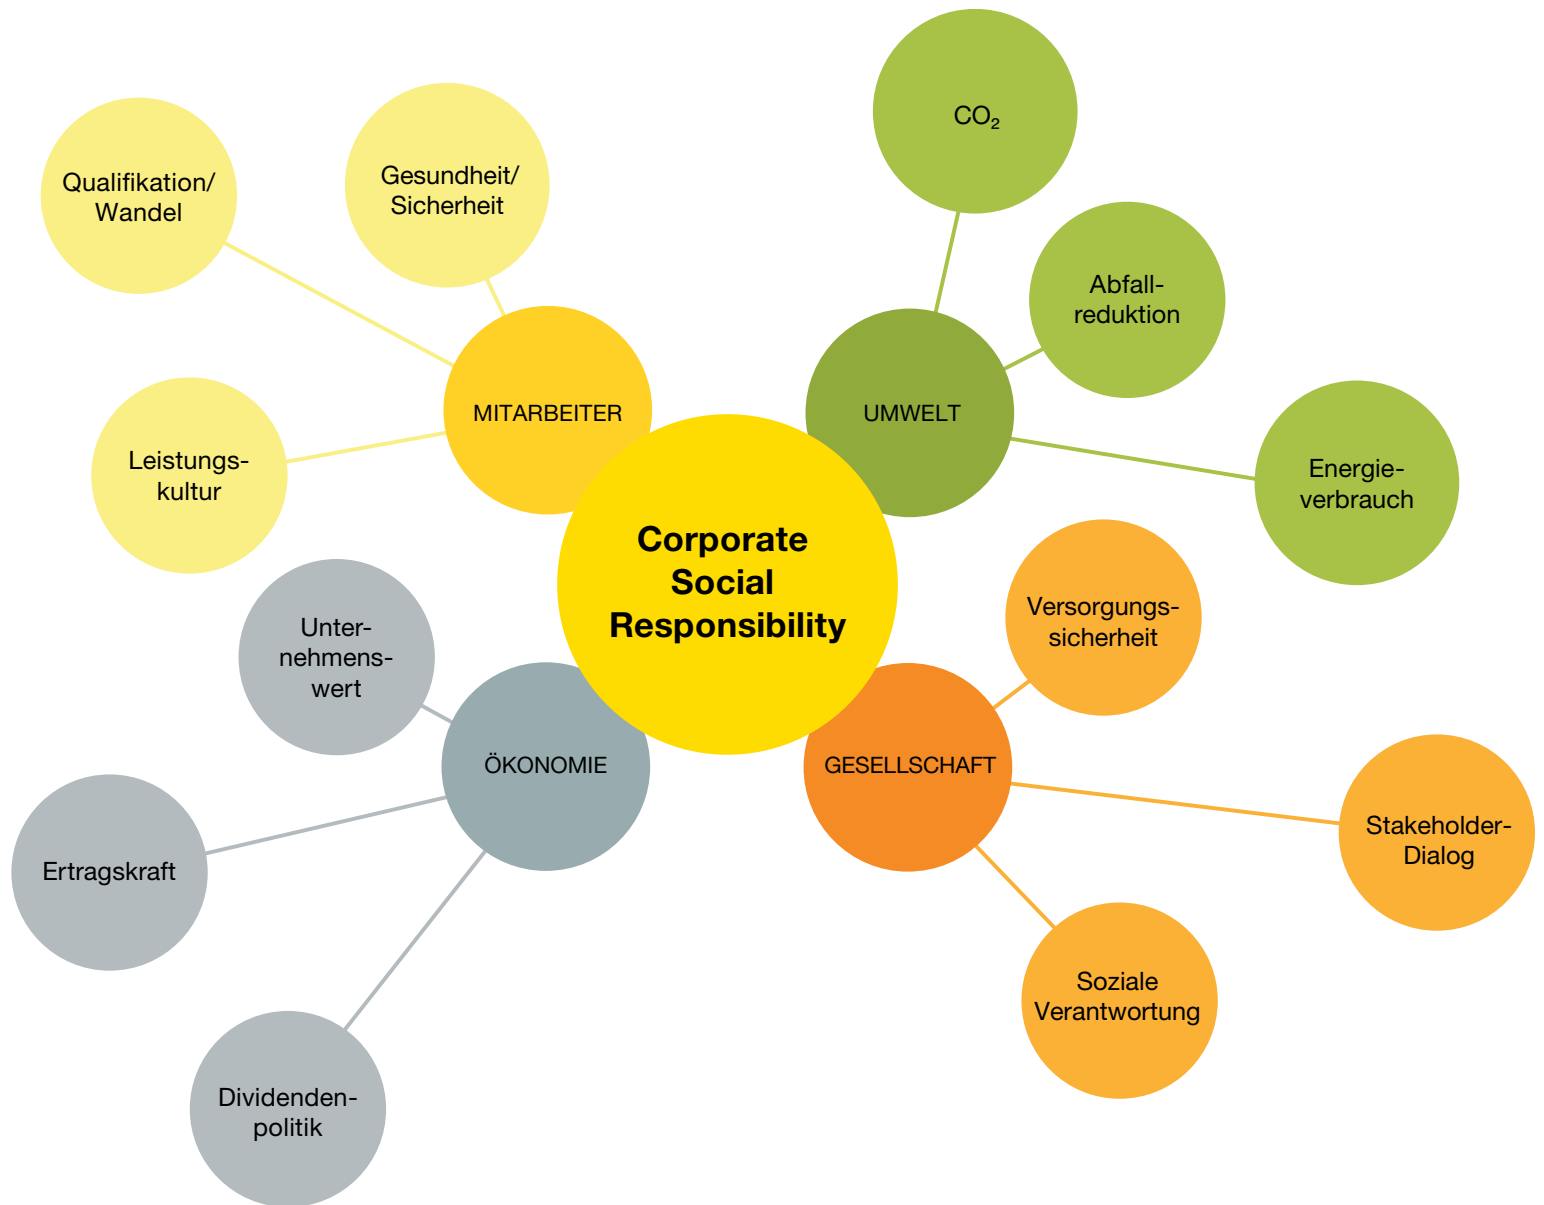 CO₂
Qualifikation/
Wandel
Gesundheit/
Sicherheit
Abfall-
reduktion
MITARBEITER
UMWELT
Leistungs-
kultur
Energie-
verbrauch
Corporate
Social
Responsibility
Unter-
nehmens-
wert
Versorgungs-
sicherheit
ÖKONOMIE
GESELLSCHAFT
Ertragskraft
Stakeholder-
Dialog
Soziale
Verantwortung
Dividenden-
politik